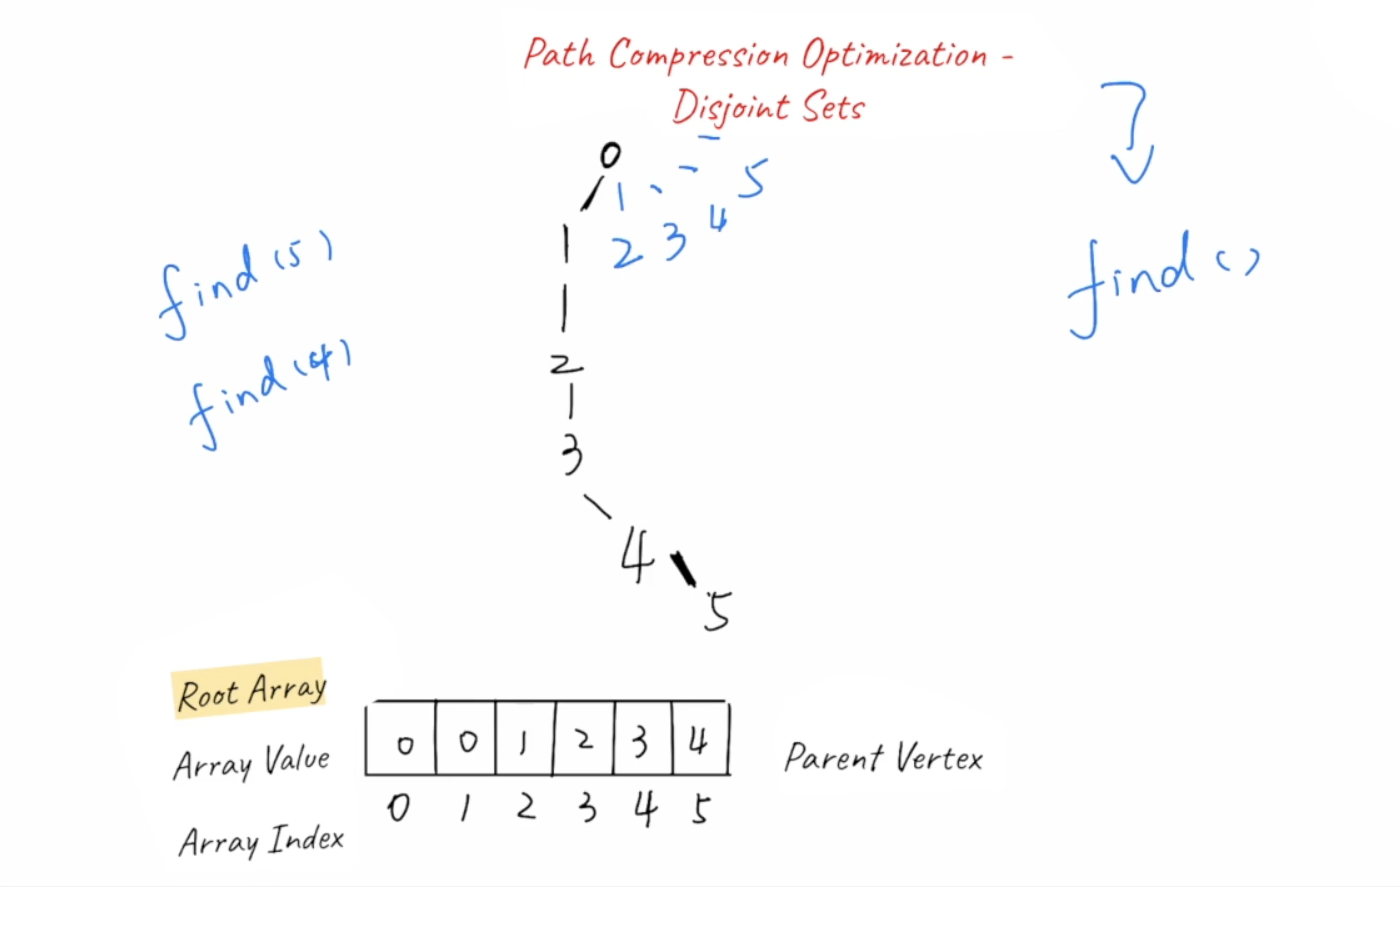 Path Compression Optimization -
Disjoint Sets
0
1 5
2 3 4
find(5)
find()
1
find(4)
2
3
4
5
Root Array
Array Value 0 0 1 2 3 4 Parent Vertex
0 1 2 3 4 5
Array Index